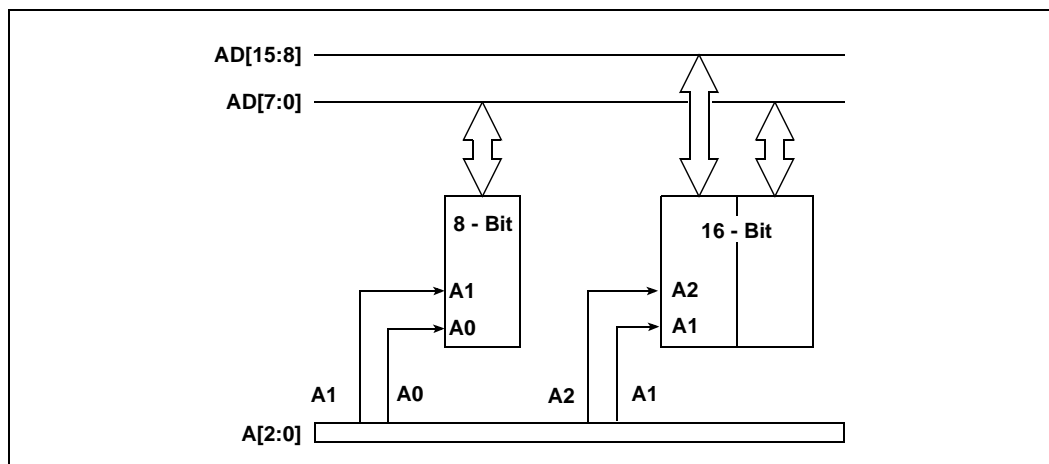 AD[15:8]
AD[7:0]
8 - Bit
16 - Bit
A1
A2
A0
A1
A1
A0
A2
A1
A[2:0]